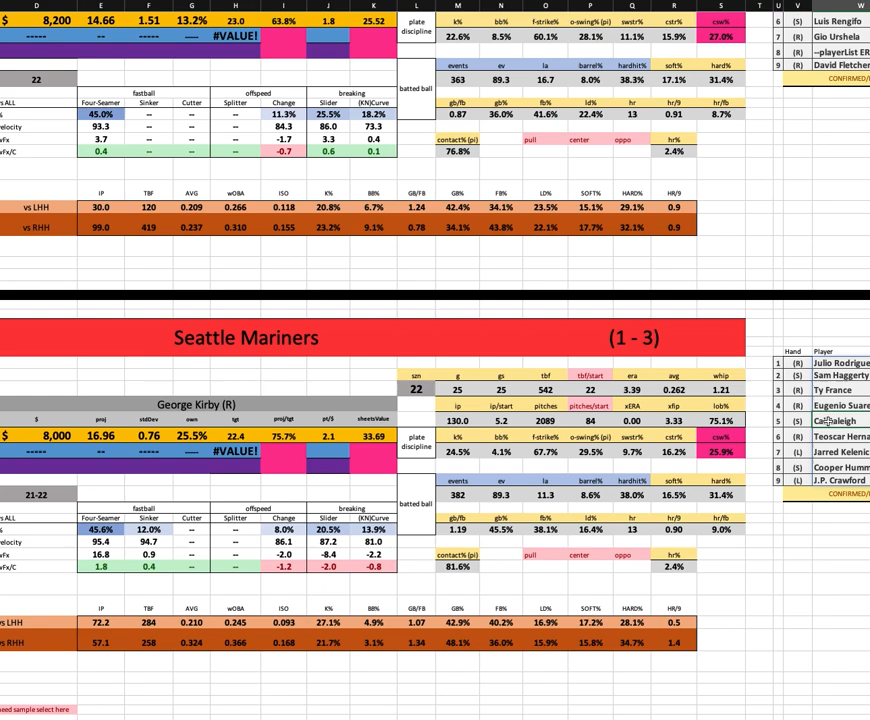 D E F G H I J K L M N O P Q R S T U V W
$ 8,200 14.66 1.51 13.2% 23.0 63.8% 1.8 25.52 plate discipline k% bb% f-strike% o-swing% (pi) swstr% cstr% csw% 6 (S) Luis Rengifo
----- -- ----- ---- #VALUE! 22.6% 8.5% 60.1% 28.1% 11.1% 15.9% 27.0% 7 (R) Gio Urshela
8 (R) --playerList ER
events ev la barrel% hardhit% soft% hard% 9 (R) David Fletcher
22 batted ball 363 89.3 16.7 8.0% 38.3% 17.1% 31.4% CONFIRMED/
fastball offspeed breaking
s ALL Four-Seamer Sinker Cutter Splitter Change Slider (KN)Curve gb/fb gb% fb% ld% hr hr/9 hr/fb
% 45.0% -- -- -- 11.3% 25.5% 18.2% 0.87 36.0% 41.6% 22.4% 13 0.91 8.7%
velocity 93.3 -- -- -- 84.3 86.0 73.3
wFx 3.7 -- -- -- -1.7 3.3 0.4 contact% (pi) pull center oppo hr%
wFx/C 0.4 -- -- -- -0.7 0.6 0.1 76.8% 2.4%
IP TBF AVG wOBA ISO K% BB% GB/FB GB% FB% LD% SOFT% HARD% HR/9
vs LHH 30.0 120 0.209 0.266 0.118 20.8% 6.7% 1.24 42.4% 34.1% 23.5% 15.1% 29.1% 0.9
vs RHH 99.0 419 0.237 0.310 0.155 23.2% 9.1% 0.78 34.1% 43.8% 22.1% 17.7% 32.1% 0.9
Seattle Mariners (1 - 3)
Hand Player
1 (R) Julio Rodrigue
szn g gs tbf tbf/start era avg whip 2 (S) Sam Haggerty
22 25 25 542 22 3.39 0.262 1.21 3 (R) Ty France
George Kirby (R) ip ip/start pitches pitches/start xERA xfip lob% 4 (R) Eugenio Suare
$ proj stdDev own tgt proj/tgt pt/$ sheetsValue 130.0 5.2 2089 84 0.00 3.33 75.1% 5 (S) Ca raleigh
$ 8,000 16.96 0.76 25.5% 22.4 75.7% 2.1 33.69 plate discipline k% bb% f-strike% o-swing% (pi) swstr% cstr% csw% 6 (R) Teoscar Herna
----- -- ----- ---- #VALUE! 24.5% 4.1% 67.7% 29.5% 9.7% 16.2% 25.9% 7 (L) Jarred Kelenic
8 (S) Cooper Humm
events ev la barrel% hardhit% soft% hard% 9 (L) J.P. Crawford
21-22 batted ball 382 89.3 11.3 8.6% 38.0% 16.5% 31.4% CONFIRMED/
fastball offspeed breaking
s ALL Four-Seamer Sinker Cutter Splitter Change Slider (KN)Curve gb/fb gb% fb% ld% hr hr/9 hr/fb
% 45.6% 12.0% -- -- 8.0% 20.5% 13.9% 1.19 45.5% 38.1% 16.4% 13 0.90 9.0%
velocity 95.4 94.7 -- -- 86.1 87.2 81.0
wFx 16.8 0.9 -- -- -2.0 -8.4 -2.2 contact% (pi) pull center oppo hr%
wFx/C 1.8 0.4 -- -- -1.2 -2.0 -0.8 81.6% 2.4%
IP TBF AVG wOBA ISO K% BB% GB/FB GB% FB% LD% SOFT% HARD% HR/9
vs LHH 72.2 284 0.210 0.245 0.093 27.1% 4.9% 1.07 42.9% 40.2% 16.9% 17.2% 28.1% 0.5
vs RHH 57.1 258 0.324 0.366 0.168 21.7% 3.1% 1.34 48.1% 36.0% 15.9% 15.8% 34.7% 1.4
need sample select here